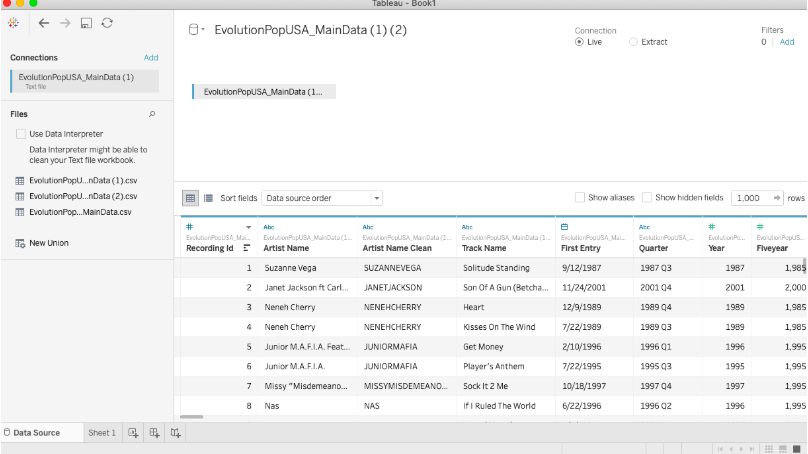 Tableau - Book1
EvolutionPopUSA_MainData (1) (2)
Connection
Live
Extract
Filters
0
Add
Connections
Add
EvolutionPopUSA_MainData (1)
Text file
EvolutionPopUSA_MainData (1...
Files
Use Data Interpreter
Data Interpreter might be able to
clean your Text file workbook.
EvolutionPopU...nData (1).csv
EvolutionPopU...nData (2).csv
EvolutionPop...MainData.csv
New Union
Sort fields
Data source order
Show aliases
Show hidden fields
1,000
rows
# Abc Abc Abc Abc # #
EvolutionPopUSA_Mai... EvolutionPopUSA_MainData (1... EvolutionPopUSA_MainData (1... EvolutionPopUSA_MainData (1... EvolutionPopUSA_Mai... EvolutionPopUSA_... EvolutionPo... EvolutionPopUS...
Recording Id Artist Name Artist Name Clean Track Name First Entry Quarter Year Fiveyear
1 Suzanne Vega SUZANNEVEGA Solitude Standing 9/12/1987 1987 Q3 1987 1,985
2 Janet Jackson ft Carl... JANETJACKSON Son Of A Gun (Betcha... 11/24/2001 2001 Q4 2001 2,000
3 Neneh Cherry NENEHCHERRY Heart 12/9/1989 1989 Q4 1989 1,985
4 Neneh Cherry NENEHCHERRY Kisses On The Wind 7/22/1989 1989 Q3 1989 1,985
5 Junior M.A.F.I.A. Feat... JUNIORMAFIA Get Money 2/10/1996 1996 Q1 1996 1,995
6 Junior M.A.F.I.A. JUNIORMAFIA Player's Anthem 7/22/1995 1995 Q3 1995 1,995
7 Missy "Misdemeano... MISSYMISDEMEANO... Sock It 2 Me 10/18/1997 1997 Q4 1997 1,995
8 Nas NAS If I Ruled The World 6/22/1996 1996 Q2 1996 1,995
Data Source
Sheet 1